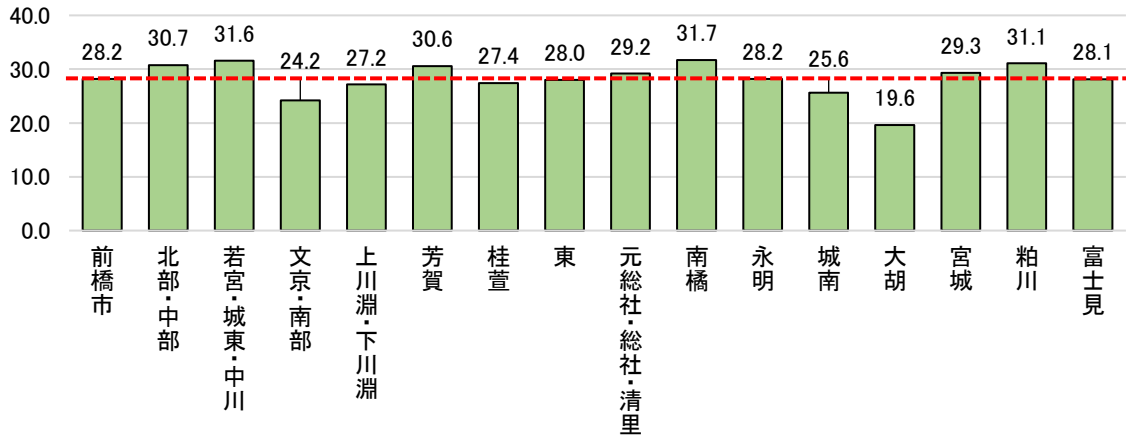 40.0
30.0
20.0
10.0
0.0
28.2
30.7
31.6
24.2
27.2
30.6
27.4
28.0
29.2
31.7
28.2
25.6
19.6
29.3
31.1
28.1
前橋市
北部・中部
若宮・城東・中川
文京・南部
上川淵・下川淵
芳賀
桂萱
東
元総社・総社・清里
南橘
永明
城南
大胡
宮城
粕川
富士見